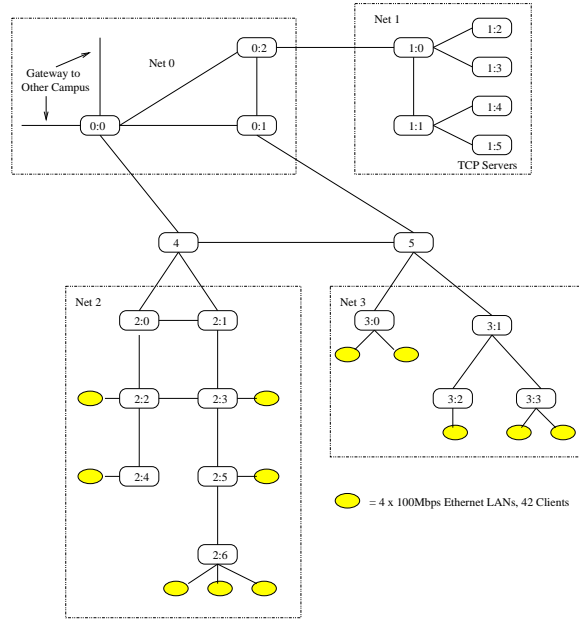 Net 0
Gateway to
Other Campus
0:2
0:0
0:1
Net 1
1:0
1:2
1:3
1:1
1:4
1:5
TCP Servers
4
5
Net 2
2:0
2:1
2:2
2:3
2:4
2:5
2:6
Net 3
3:0
3:1
3:2
3:3
= 4 x 100Mbps Ethernet LANs, 42 Clients